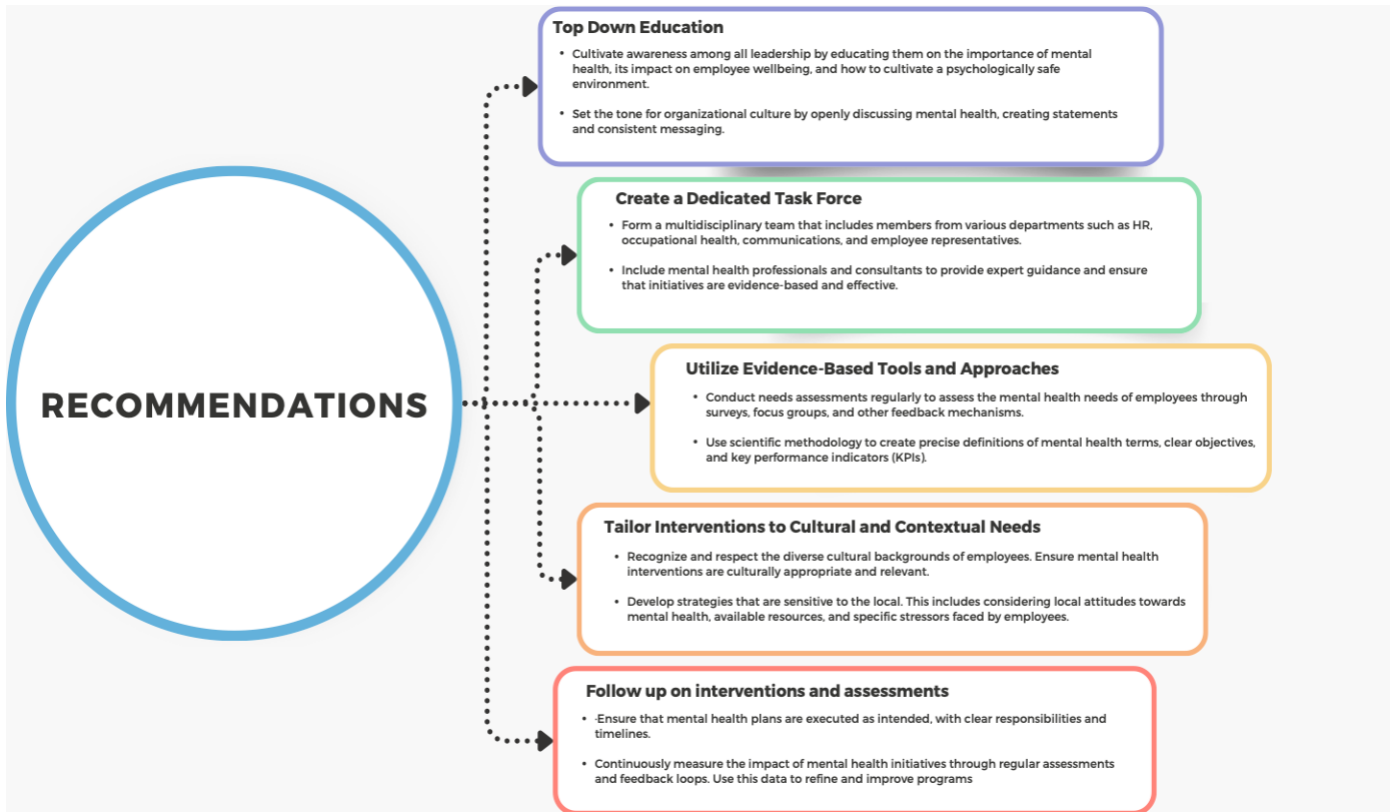 Top Down Education
• Cultivate awareness among all leadership by educating them on the importance of mental
health, its impact on employee wellbeing, and how to cultivate a psychologically safe
environment.
• Set the tone for organizational culture by openly discussing mental health, creating statements
and consistent messaging.
Create a Dedicated Task Force
• Form a multidisciplinary team that includes members from various departments such as HR,
occupational health, communications, and employee representatives.
• Include mental health professionals and consultants to provide expert guidance and ensure
that initiatives are evidence-based and effective.
RECOMMENDATIONS
Utilize Evidence-Based Tools and Approaches
• Conduct needs assessments regularly to assess the mental health needs of employees through
surveys, focus groups, and other feedback mechanisms.
• Use scientific methodology to create precise definitions of mental health terms, clear objectives,
and key performance indicators (KPIs).
Tailor Interventions to Cultural and Contextual Needs
• Recognize and respect the diverse cultural backgrounds of employees. Ensure mental health
interventions are culturally appropriate and relevant.
• Develop strategies that are sensitive to the local. This includes considering local attitudes towards
mental health, available resources, and specific stressors faced by employees.
Follow up on interventions and assessments
• ·Ensure that mental health plans are executed as intended, with clear responsibilities and
timelines.
• Continuously measure the impact of mental health initiatives through regular assessments
and feedback loops. Use this data to refine and improve programs